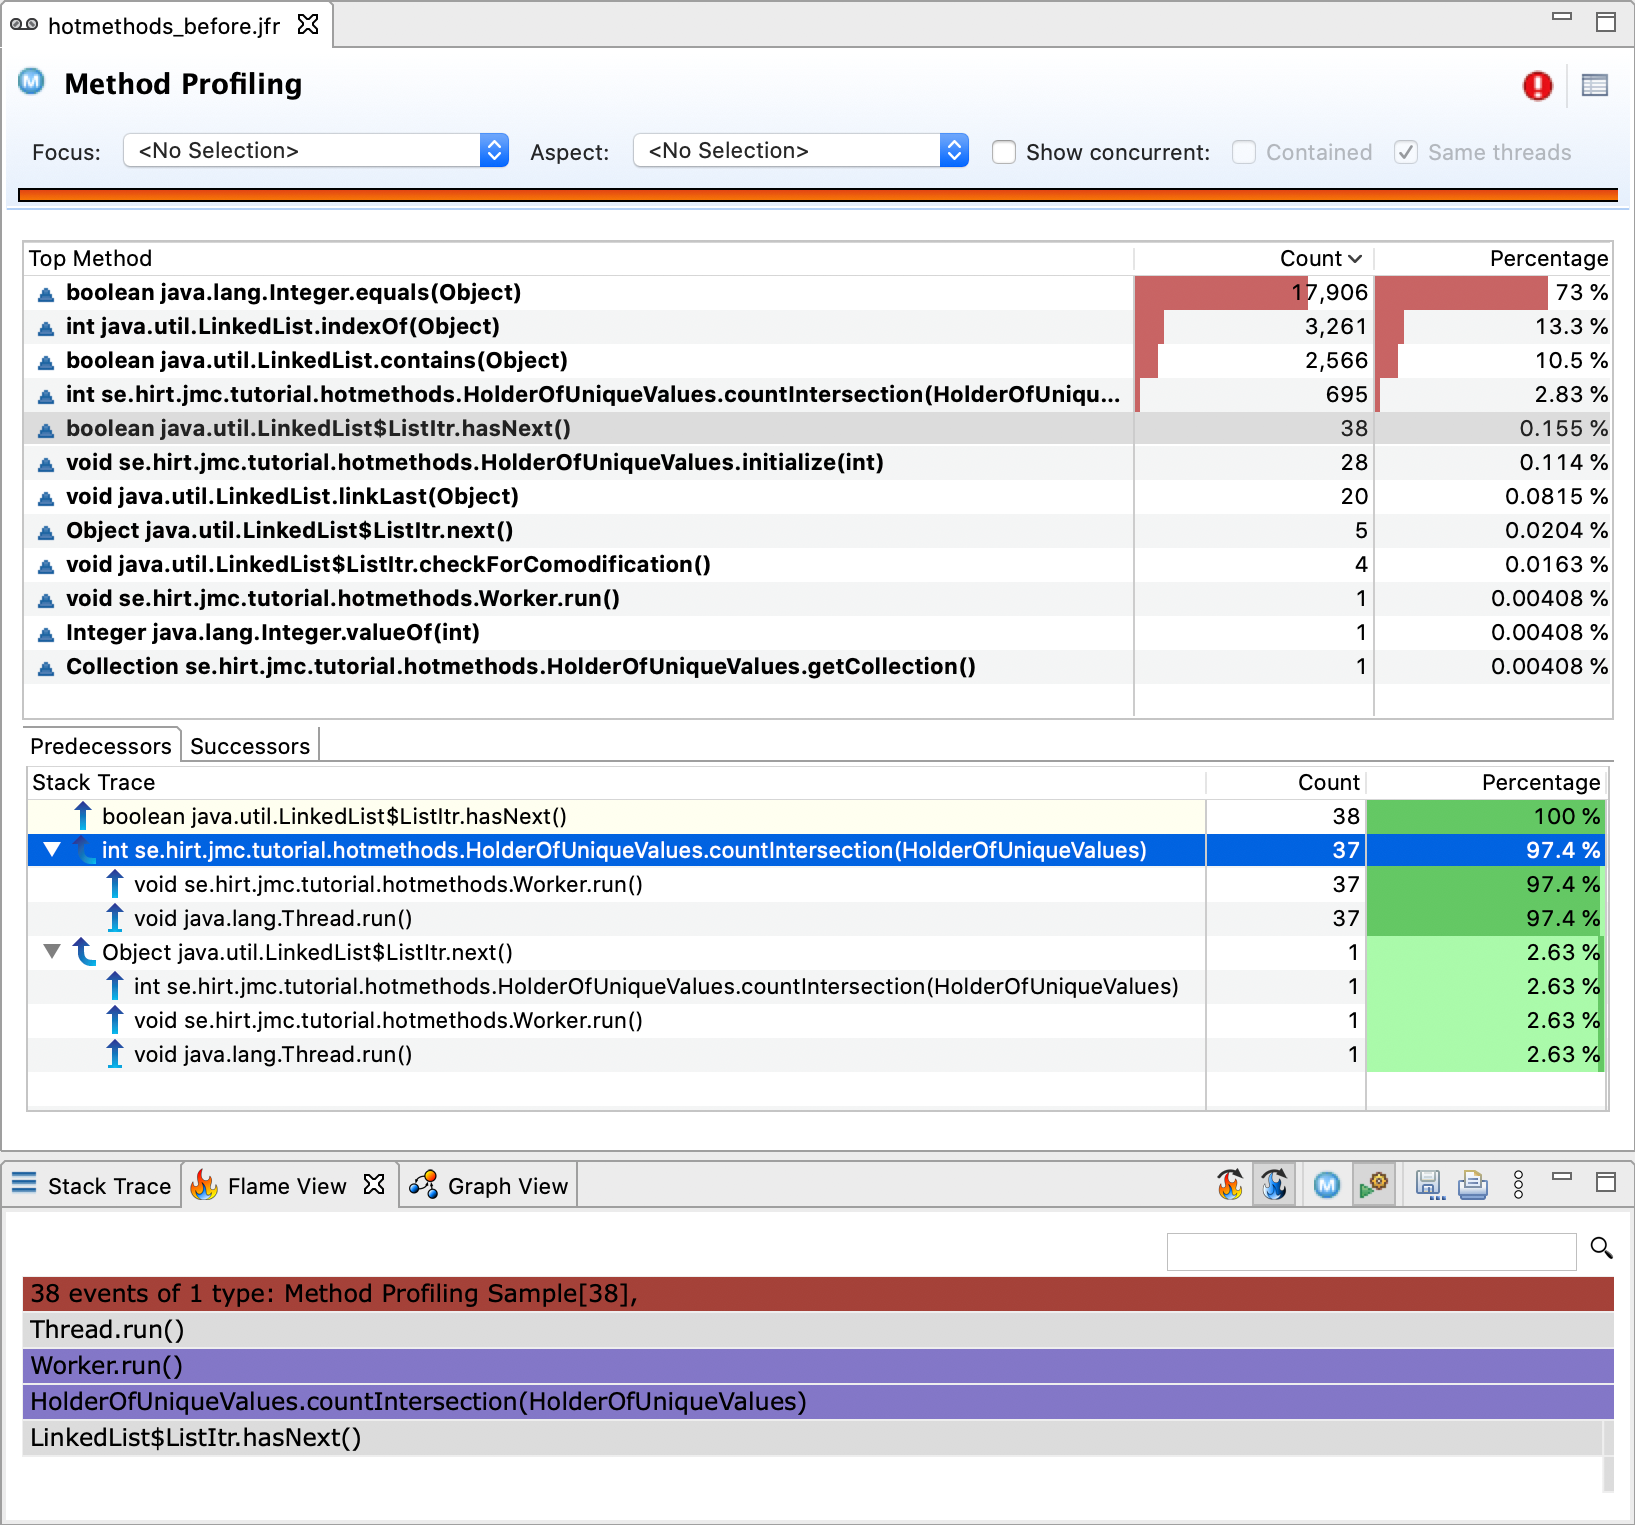 hotmethods_before.jfr
Method Profiling
Focus: <No Selection> Aspect: <No Selection> Show concurrent: Contained Same threads
Top Method Count Percentage
boolean java.lang.Integer.equals(Object) 17,906 73 %
int java.util.LinkedList.indexOf(Object) 3,261 13.3 %
boolean java.util.LinkedList.contains(Object) 2,566 10.5 %
int se.hirt.jmc.tutorial.hotmethods.HolderOfUniqueValues.countIntersection(HolderOfUniqu... 695 2.83 %
boolean java.util.LinkedList$ListItr.hasNext() 38 0.155 %
void se.hirt.jmc.tutorial.hotmethods.HolderOfUniqueValues.initialize(int) 28 0.114 %
void java.util.LinkedList.linkLast(Object) 20 0.0815 %
Object java.util.LinkedList$ListItr.next() 5 0.0204 %
void java.util.LinkedList$ListItr.checkForComodification() 4 0.0163 %
void se.hirt.jmc.tutorial.hotmethods.Worker.run() 1 0.00408 %
Integer java.lang.Integer.valueOf(int) 1 0.00408 %
Collection se.hirt.jmc.tutorial.hotmethods.HolderOfUniqueValues.getCollection() 1 0.00408 %
Predecessors Successors
Stack Trace Count Percentage
boolean java.util.LinkedList$ListItr.hasNext() 38 100 %
int se.hirt.jmc.tutorial.hotmethods.HolderOfUniqueValues.countIntersection(HolderOfUniqueValues) 37 97.4 %
void se.hirt.jmc.tutorial.hotmethods.Worker.run() 37 97.4 %
void java.lang.Thread.run() 37 97.4 %
Object java.util.LinkedList$ListItr.next() 1 2.63 %
int se.hirt.jmc.tutorial.hotmethods.HolderOfUniqueValues.countIntersection(HolderOfUniqueValues) 1 2.63 %
void se.hirt.jmc.tutorial.hotmethods.Worker.run() 1 2.63 %
void java.lang.Thread.run() 1 2.63 %
Stack Trace Flame View Graph View
38 events of 1 type: Method Profiling Sample[38],
Thread.run()
Worker.run()
HolderOfUniqueValues.countIntersection(HolderOfUniqueValues)
LinkedList$ListItr.hasNext()